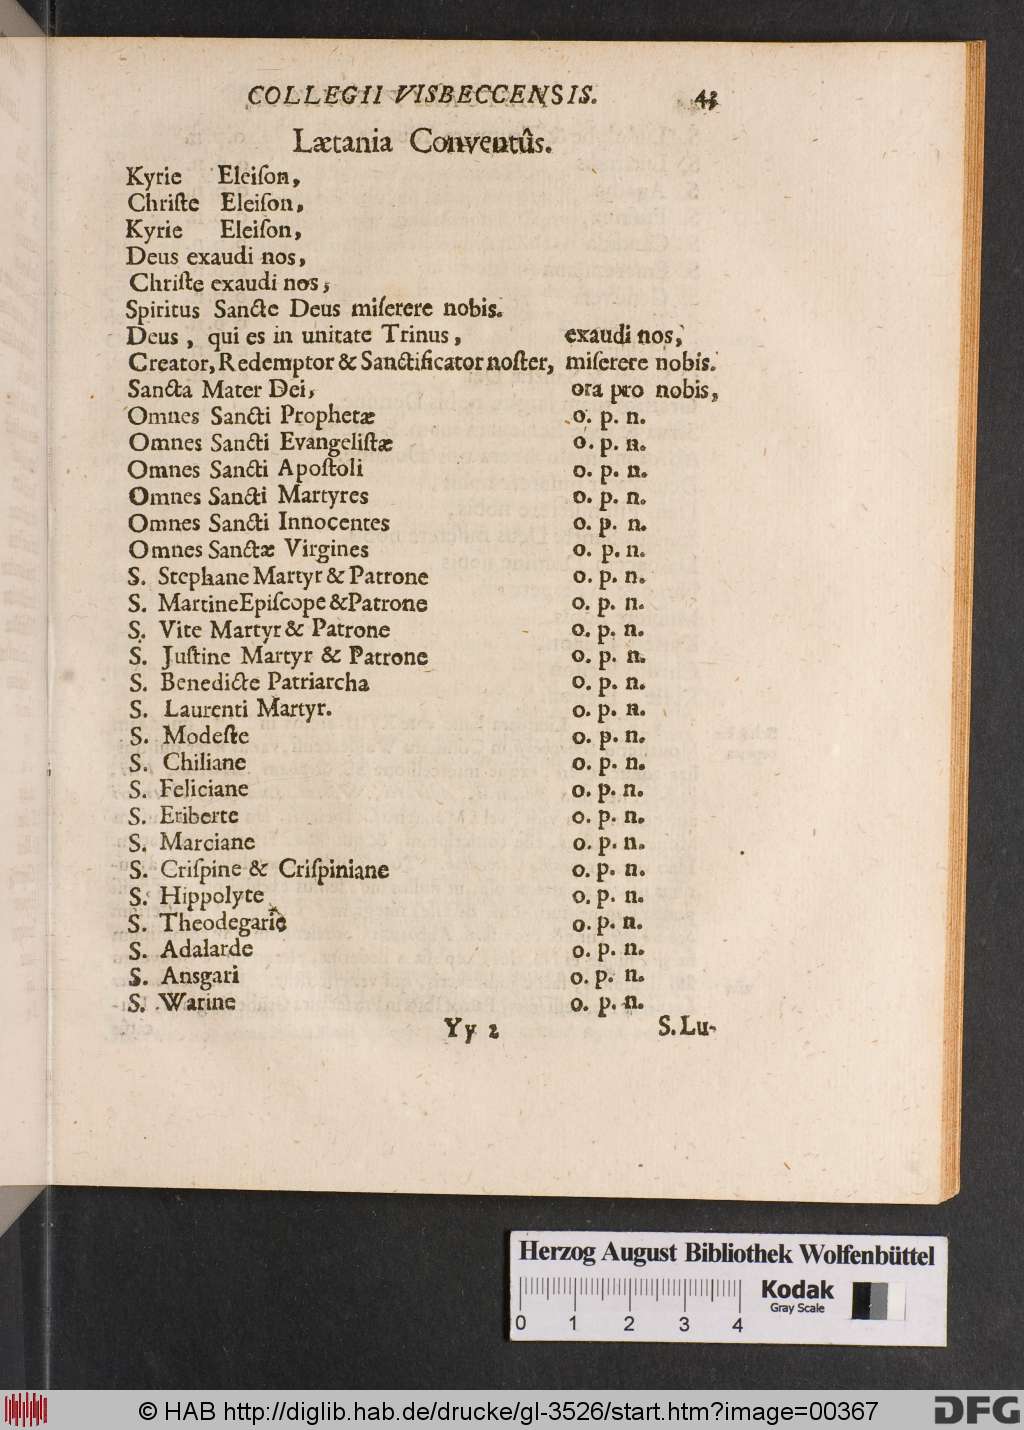 COLLEGII VISBECCENSIS. 43
Lætania Conventûs.
Kyrie Eleiſon,
Chriſte Eleiſon,
Kyrie Eleiſon,
Deus exaudi nos,
Chriſte exaudi nos,
Spiritus Sancte Deus miſerere nobis.
Deus, qui es in unitate Trinus, exaudi nos,
Creator, Redemptor & Sanctificator noſter, miſerere nobis.
Sancta Mater Dei, ora pro nobis,
Omnes Sancti Prophetæ o. p. n.
Omnes Sancti Evangeliſtæ o. p. n.
Omnes Sancti Apoſtoli o. p. n.
Omnes Sancti Martyres o. p. n.
Omnes Sancti Innocentes o. p. n.
Omnes Sanctæ Virgines o. p. n.
S. Stephane Martyr & Patrone o. p. n.
S. Martine Epiſcope & Patrone o. p. n.
S. Vite Martyr & Patrone o. p. n.
S. Juſtine Martyr & Patrone o. p. n.
S. Benedicte Patriarcha o. p. n.
S. Laurenti Martyr. o. p. n.
S. Modeſte o. p. n.
S. Chiliane o. p. n.
S. Feliciane o. p. n.
S. Eriberte o. p. n.
S. Marciane o. p. n.
S. Criſpine & Criſpiniane o. p. n.
S. Hippolyte o. p. n.
S. Theodegarie o. p. n.
S. Adalarde o. p. n.
S. Ansgari o. p. n.
S. Warine o. p. n.
Yy 2 S. Lu-
Herzog August Bibliothek Wolfenbüttel
Kodak
Gray Scale
0 1 2 3 4
© HAB http://diglib.hab.de/drucke/gl-3526/start.htm?image=00367
DFG